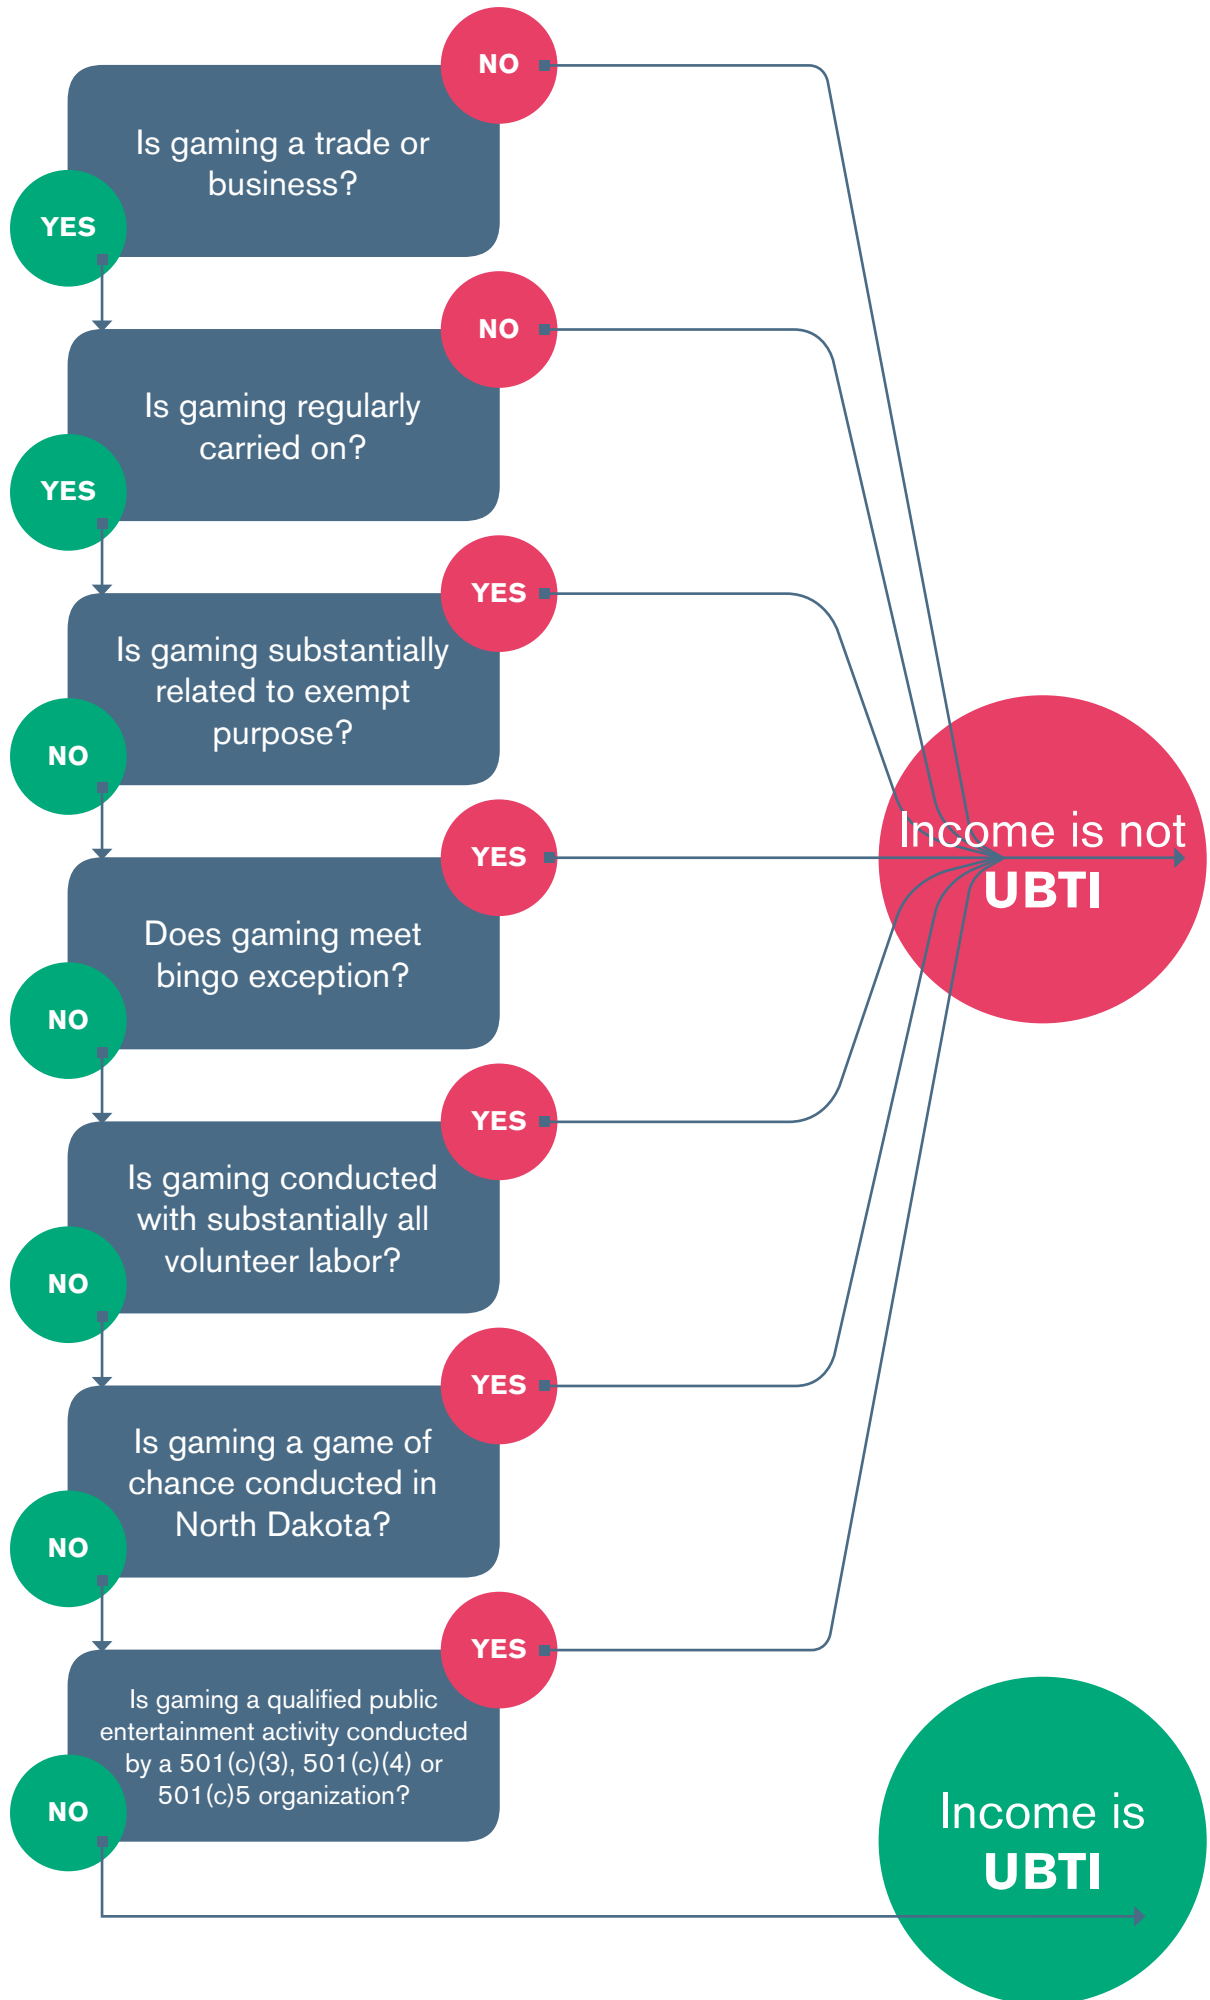 NO
Is gaming a trade or
business?
YES
NO
Is gaming regularly
carried on?
YES
YES
Is gaming substantially
related to exempt
purpose?
NO
YES
Does gaming meet
bingo exception?
NO
YES
Is gaming conducted
with substantially all
volunteer labor?
NO
YES
Is gaming a game of
chance conducted in
North Dakota?
NO
YES
Is gaming a qualified public
entertainment activity conducted
by a 501(c)(3), 501(c)(4) or
501(c)5 organization?
NO
Income is not
UBTI
Income is
UBTI